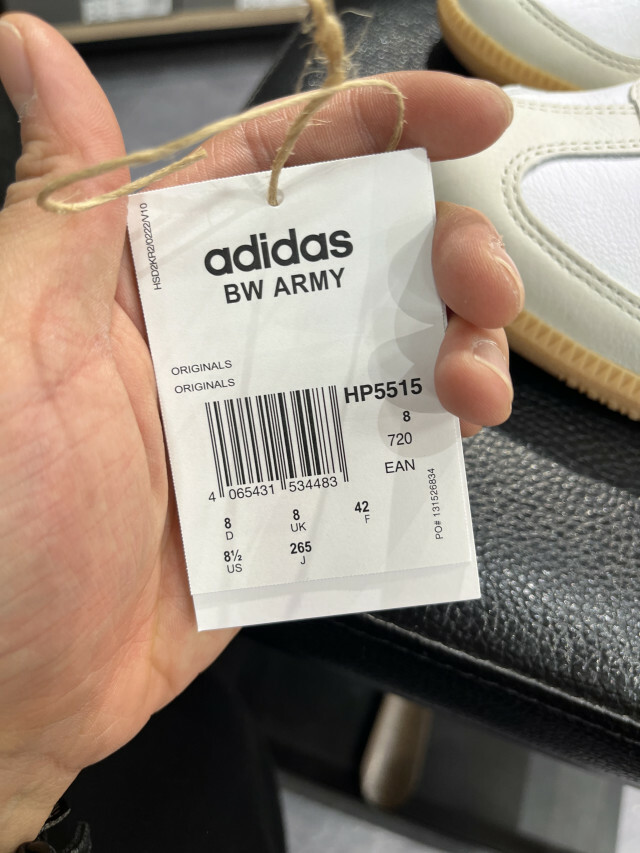 HSD2KR2/0222/V10
adidas
BW ARMY
ORIGINALS
ORIGINALS
HP5515
8
720
EAN
4 065431 534483
PO# 131526834
8 8 42
D UK F
8½ 265
US J